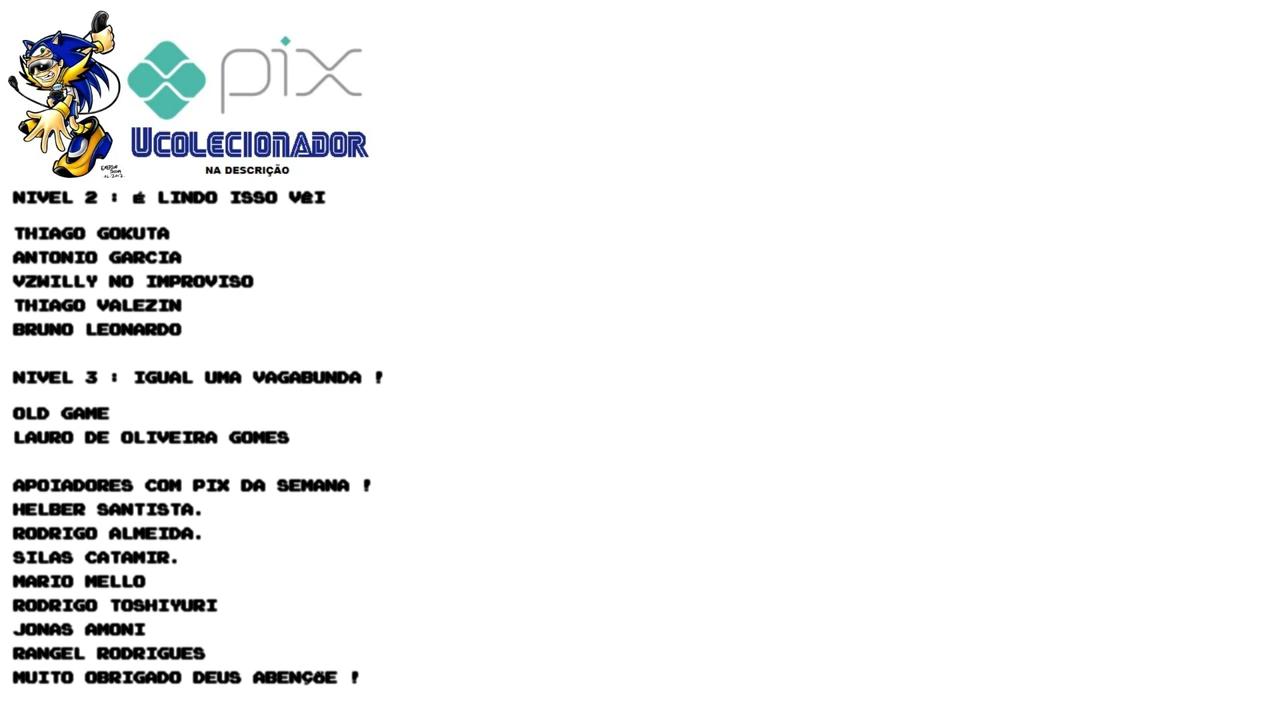 pix
UCOLECIONADOR
NA DESCRIÇÃO
NIVEL 2 : É LINDO ISSO VÊI
THIAGO GOKUTA
ANTONIO GARCIA
VZWILLY NO IMPROVISO
THIAGO VALEZIN
BRUNO LEONARDO
NIVEL 3 : IGUAL UMA VAGABUNDA !
OLD GAME
LAURO DE OLIVEIRA GOMES
APOIADORES COM PIX DA SEMANA !
HELBER SANTISTA.
RODRIGO ALMEIDA.
SILAS CATAMIR.
MARIO MELLO
RODRIGO TOSHIYURI
JONAS AMONI
RANGEL RODRIGUES
MUITO OBRIGADO DEUS ABENÇÕE !